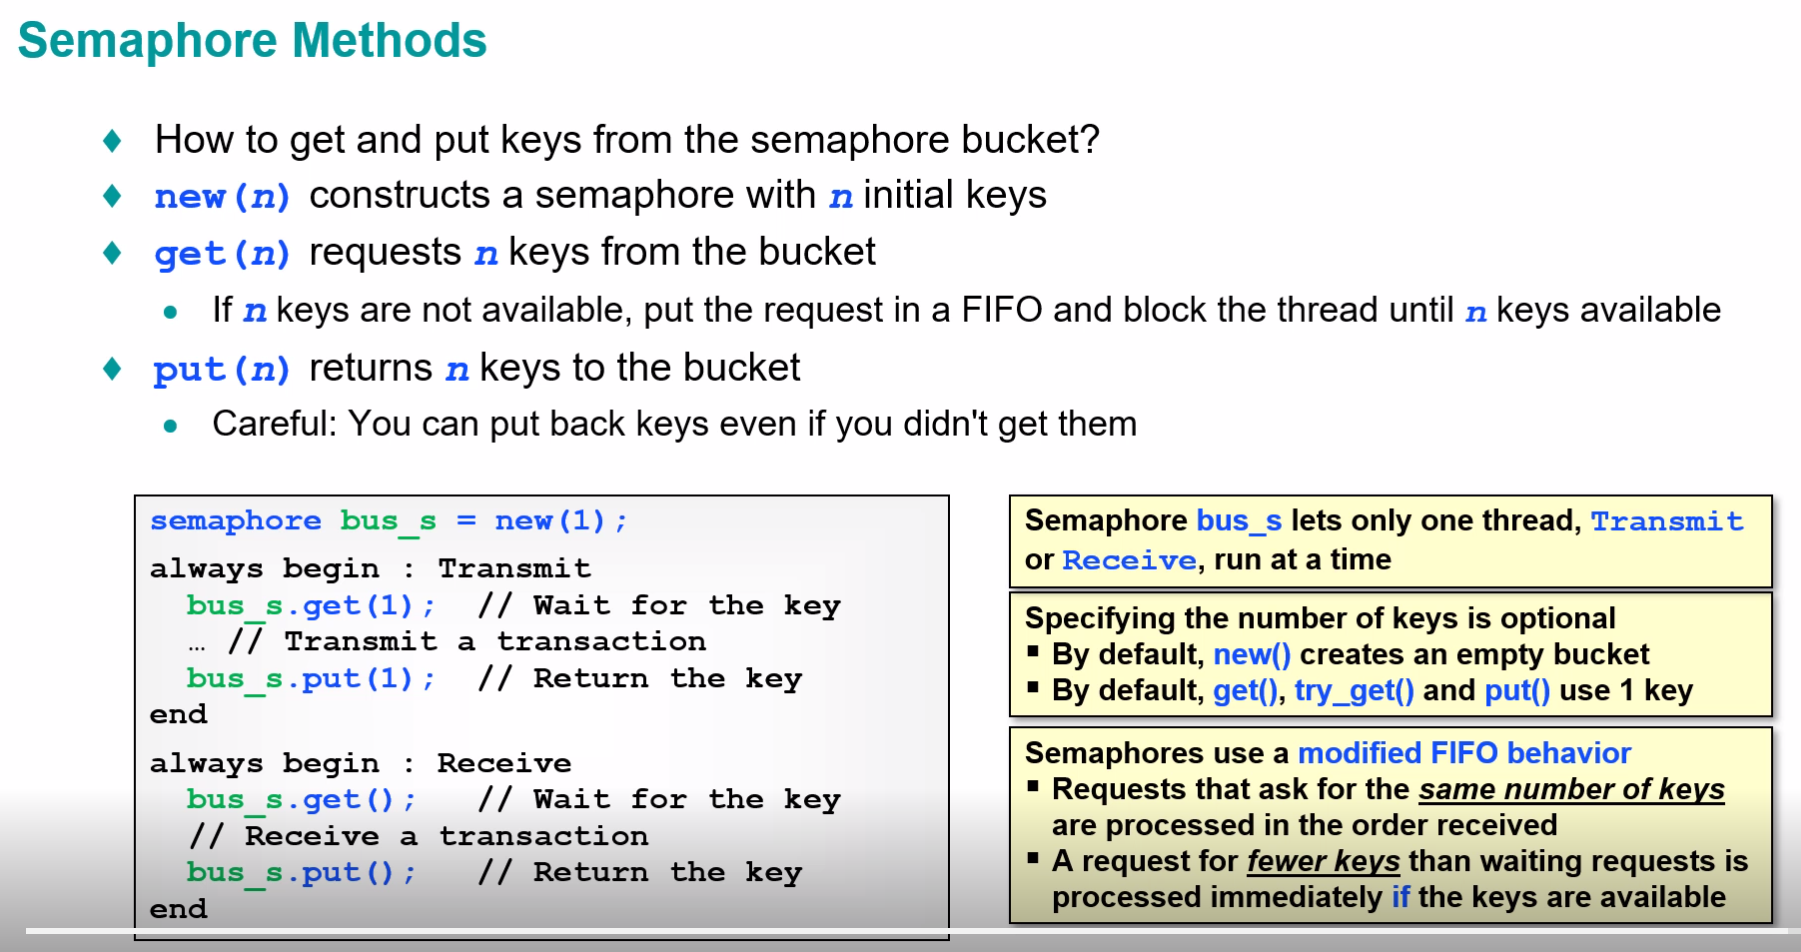 Semaphore Methods
♦ How to get and put keys from the semaphore bucket?
♦ new(n) constructs a semaphore with n initial keys
♦ get(n) requests n keys from the bucket
• If n keys are not available, put the request in a FIFO and block the thread until n keys available
♦ put(n) returns n keys to the bucket
• Careful: You can put back keys even if you didn't get them
semaphore bus_s = new(1);
always begin : Transmit
bus_s.get(1); // Wait for the key
… // Transmit a transaction
bus_s.put(1); // Return the key
end
always begin : Receive
bus_s.get(); // Wait for the key
// Receive a transaction
bus_s.put(); // Return the key
end
Semaphore bus_s lets only one thread, Transmit
or Receive, run at a time
Specifying the number of keys is optional
▪ By default, new() creates an empty bucket
▪ By default, get(), try_get() and put() use 1 key
Semaphores use a modified FIFO behavior
▪ Requests that ask for the same number of keys
are processed in the order received
▪ A request for fewer keys than waiting requests is
processed immediately if the keys are available